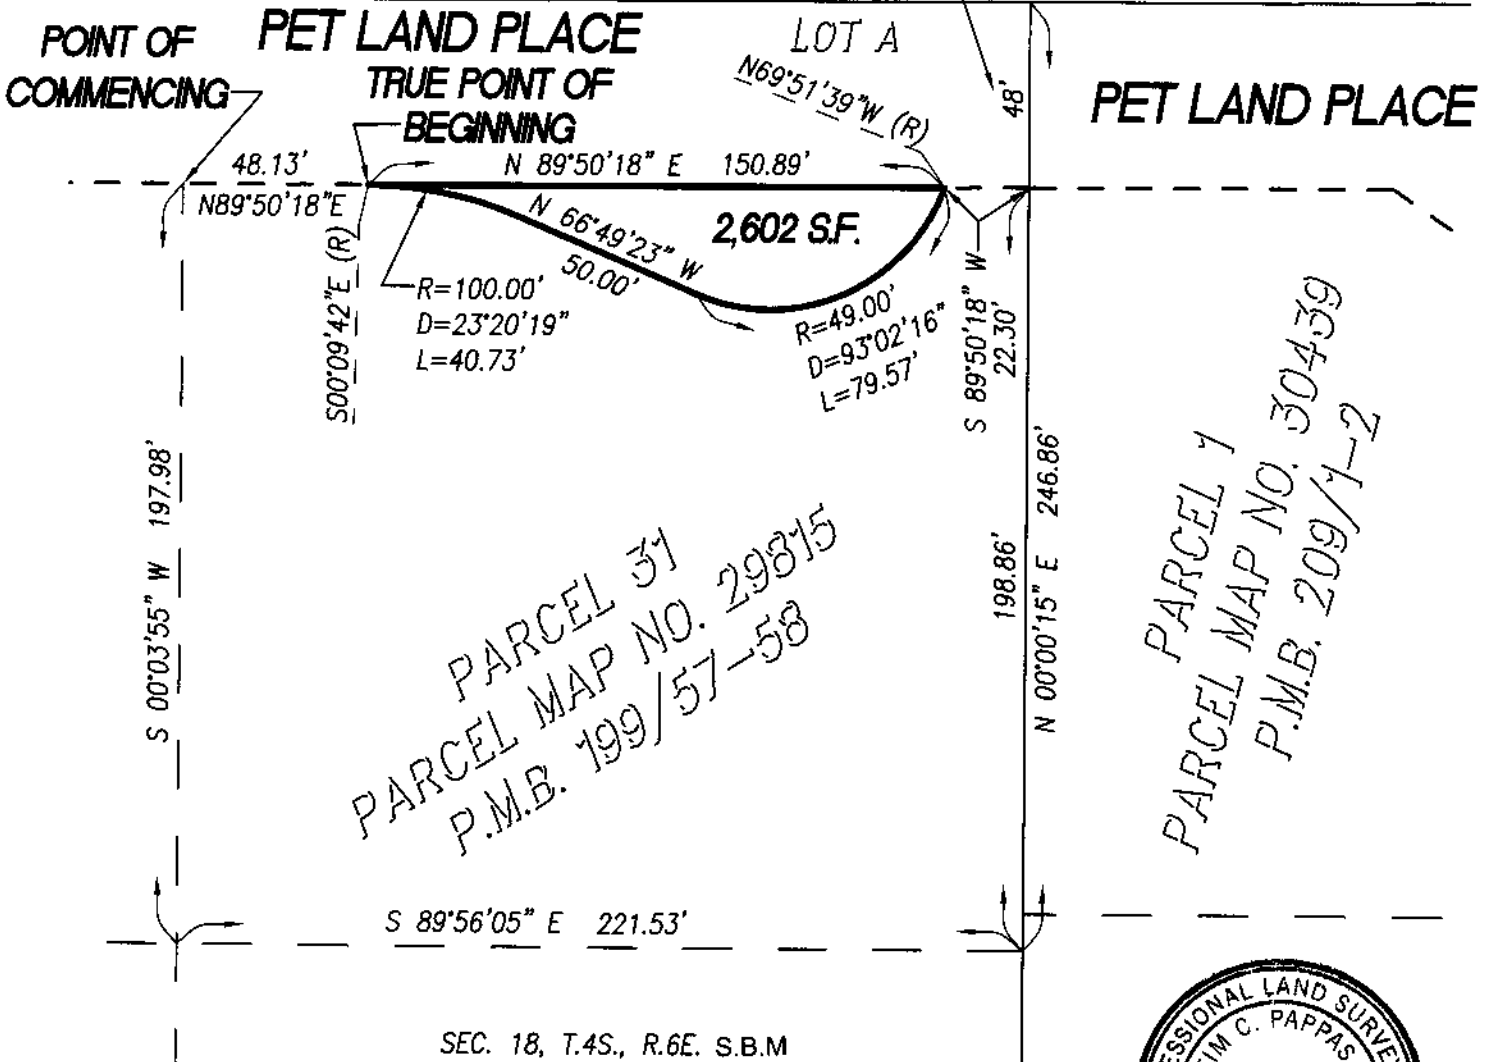 POINT OF
COMMENCING
PET LAND PLACE
TRUE POINT OF
BEGINNING
LOT A
N69°51'39"W (R)
48'
PET LAND PLACE
48.13'
N89°50'18"E
N 89°50'18" E 150.89'
N 66°49'23" W
50.00'
2,602 S.F.
S00°09'42"E (R)
R=100.00'
D=23°20'19"
L=40.73'
R=49.00'
D=93°02'16"
L=79.57'
S 89°50'18" W
22.30'
S 00°03'55" W 197.98'
198.86'
N 00°00'15" E 246.86'
PARCEL 31
PARCEL MAP NO. 29815
P.M.B. 199/57-58
PARCEL 1
PARCEL MAP NO. 30439
P.M.B. 209/1-2
S 89°56'05" E 221.53'
SEC. 18, T.4S., R.6E. S.B.M
LAND
C. PAPPAS